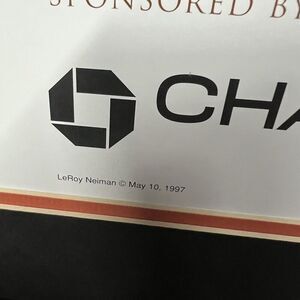 SPONSORED BY
CHA
LeRoy Neiman © May 10, 1997